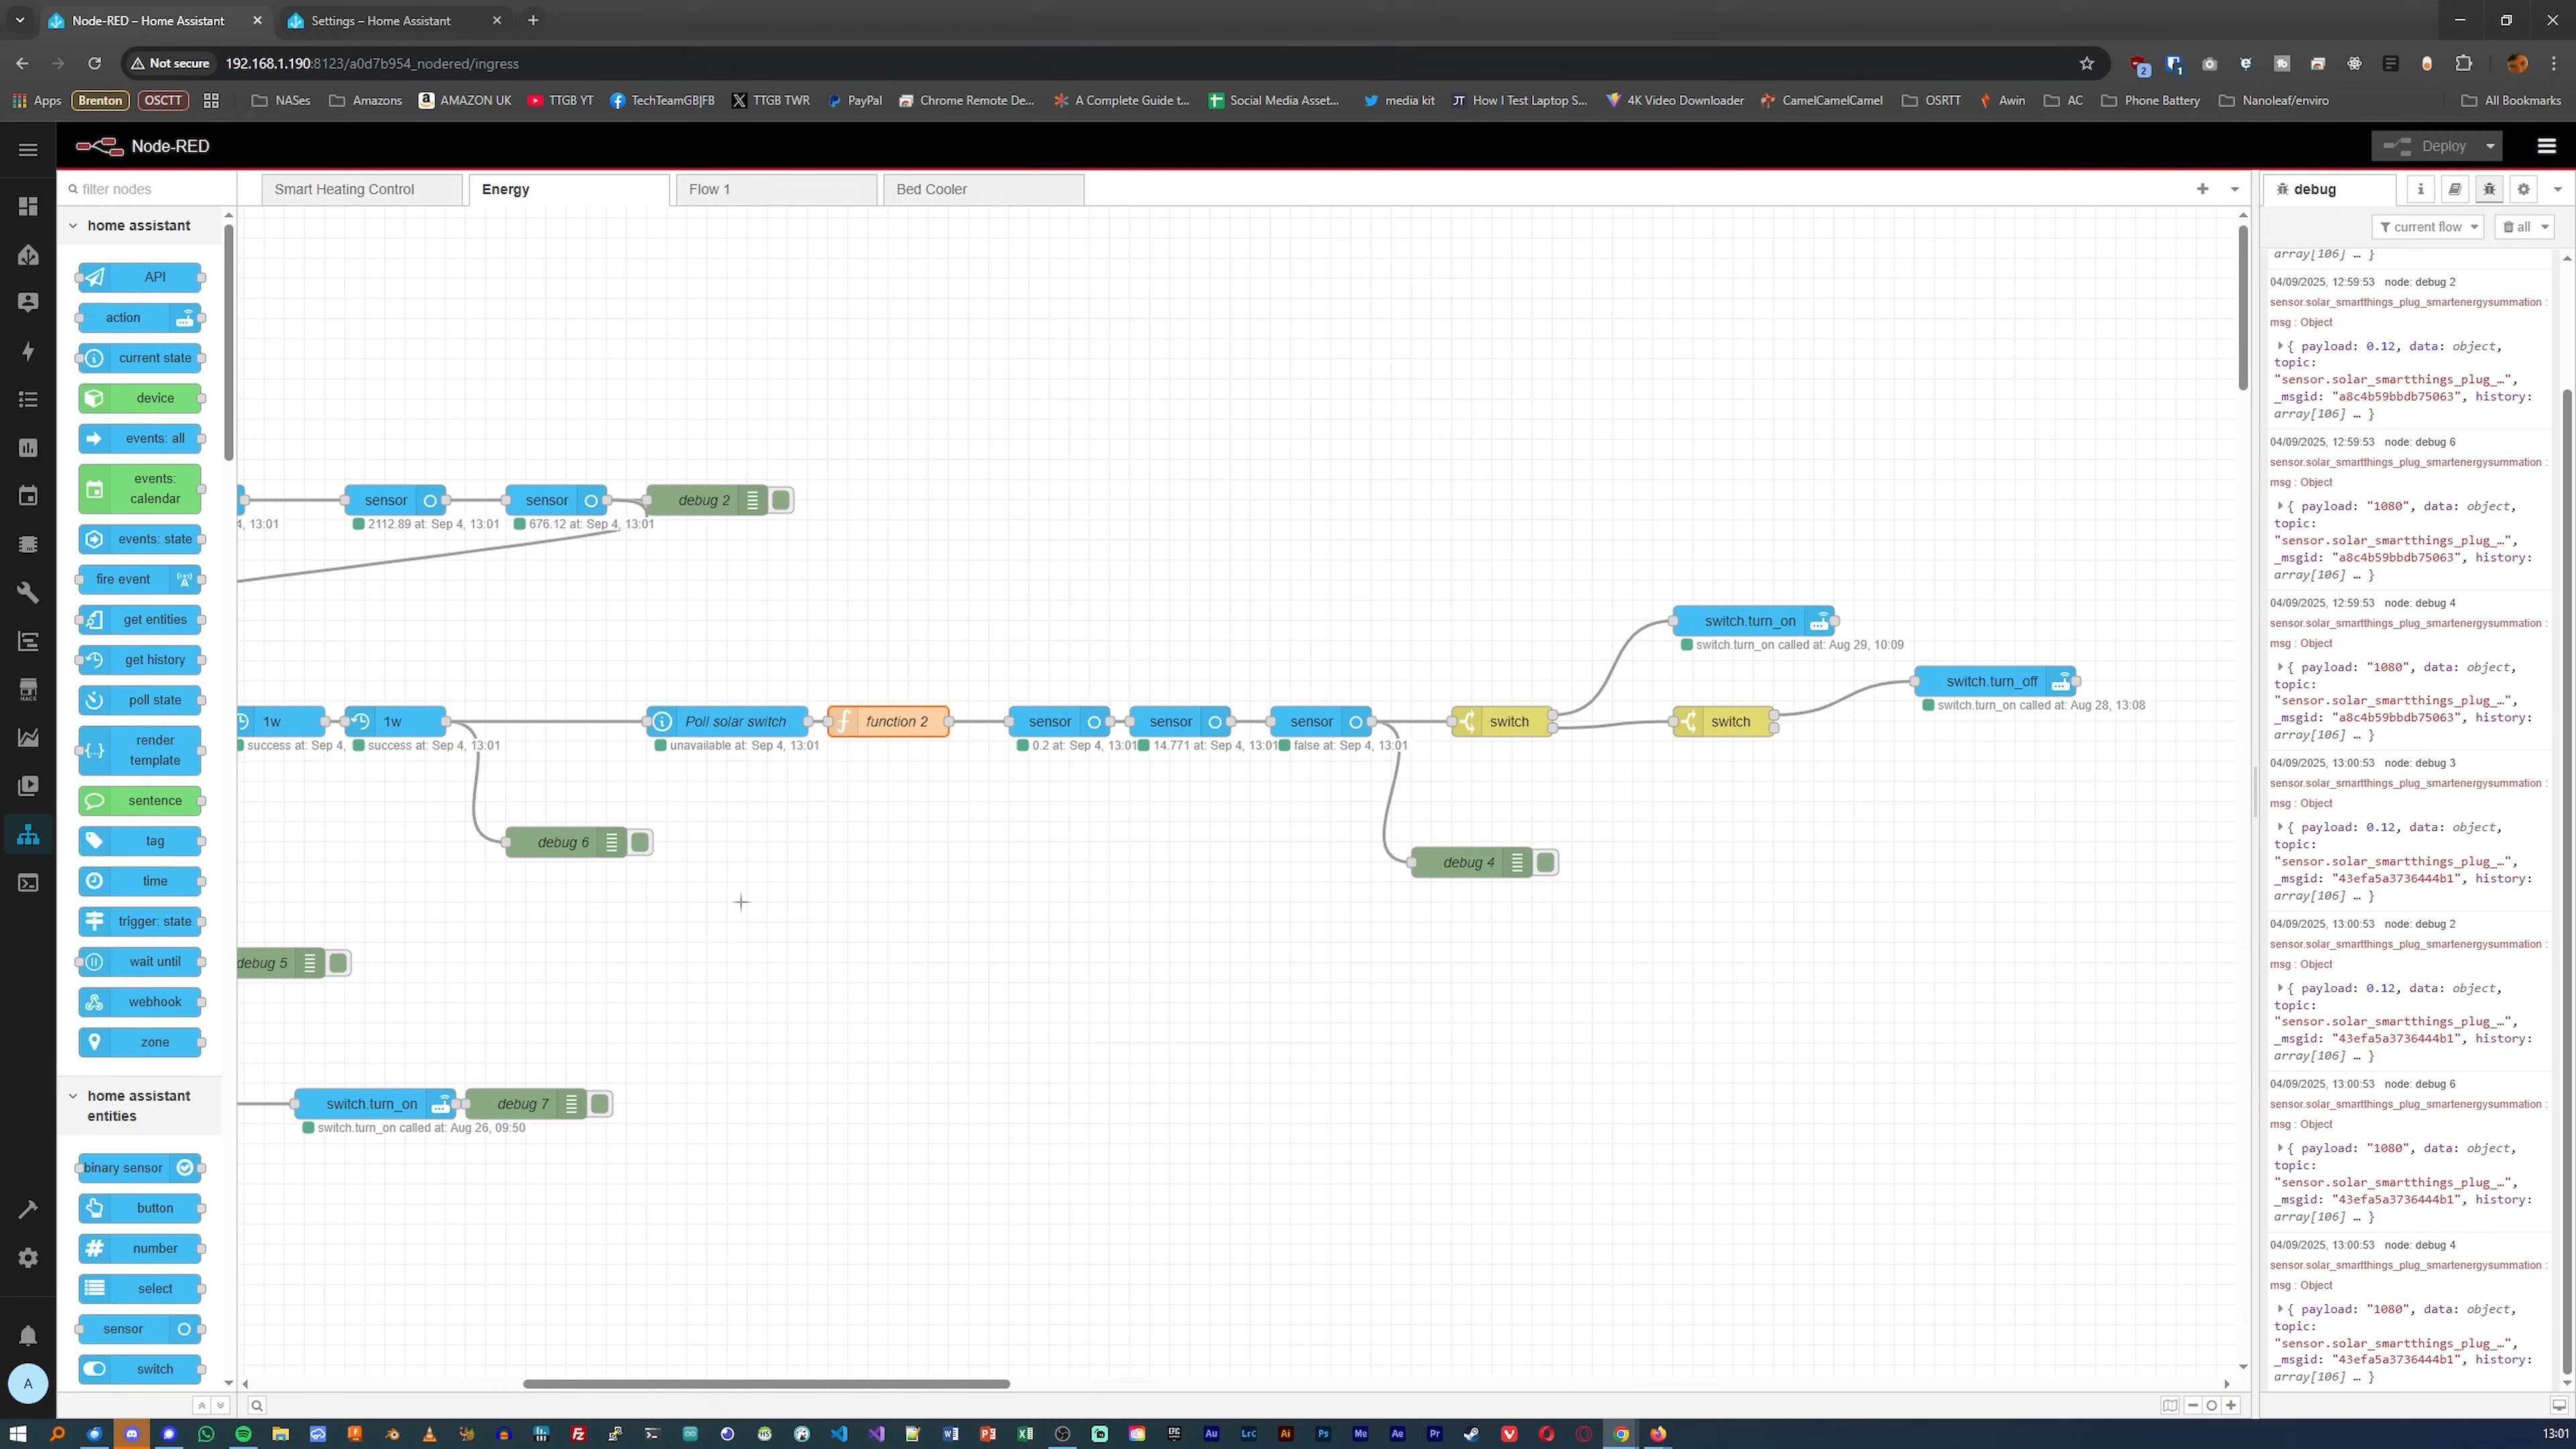 Node-RED – Home Assistant
Settings – Home Assistant
Not secure
192.168.1.190:8123/a0d7b954_nodered/ingress
Apps
Brenton
OSCTT
NASes
Amazons
AMAZON UK
TTGB YT
TechTeamGB|FB
TTGB TWR
PayPal
Chrome Remote De...
A Complete Guide t...
Social Media Asset...
media kit
How I Test Laptop S...
4K Video Downloader
CamelCamelCamel
OSRTT
Awin
AC
Phone Battery
Nanoleaf/enviro
All Bookmarks
Node-RED
Deploy
filter nodes
Smart Heating Control
Energy
Flow 1
Bed Cooler
debug
current flow
all
home assistant
API
action
current state
device
events: all
events:
calendar
events: state
fire event
get entities
get history
poll state
render
template
sentence
tag
time
trigger: state
wait until
webhook
zone
home assistant
entities
binary sensor
button
number
select
sensor
switch
sensor
sensor
debug 2
4, 13:01
2112.89 at: Sep 4, 13:01
676.12 at: Sep 4, 13:01
switch.turn_on
switch.turn_on called at: Aug 29, 10:09
switch.turn_off
switch.turn_on called at: Aug 28, 13:08
1w
1w
Poll solar switch
function 2
sensor
sensor
sensor
switch
switch
success at: Sep 4,
success at: Sep 4, 13:01
unavailable at: Sep 4, 13:01
0.2 at: Sep 4, 13:01
14.771 at: Sep 4, 13:01
false at: Sep 4, 13:01
debug 6
debug 4
debug 5
switch.turn_on
debug 7
switch.turn_on called at: Aug 26, 09:50
array[106] … }
04/09/2025, 12:59:53 node: debug 2
sensor.solar_smartthings_plug_smartenergysummation :
msg : Object
{ payload: 0.12, data: object,
topic:
"sensor.solar_smartthings_plug_…",
_msgid: "a8c4b59bbdb75063", history:
array[106] … }
04/09/2025, 12:59:53 node: debug 6
sensor.solar_smartthings_plug_smartenergysummation :
msg : Object
{ payload: "1080", data: object,
topic:
"sensor.solar_smartthings_plug_…",
_msgid: "a8c4b59bbdb75063", history:
array[106] … }
04/09/2025, 12:59:53 node: debug 4
sensor.solar_smartthings_plug_smartenergysummation :
msg : Object
{ payload: "1080", data: object,
topic:
"sensor.solar_smartthings_plug_…",
_msgid: "a8c4b59bbdb75063", history:
array[106] … }
04/09/2025, 13:00:53 node: debug 3
sensor.solar_smartthings_plug_smartenergysummation :
msg : Object
{ payload: 0.12, data: object,
topic:
"sensor.solar_smartthings_plug_…",
_msgid: "43efa5a3736444b1", history:
array[106] … }
04/09/2025, 13:00:53 node: debug 2
sensor.solar_smartthings_plug_smartenergysummation :
msg : Object
{ payload: 0.12, data: object,
topic:
"sensor.solar_smartthings_plug_…",
_msgid: "43efa5a3736444b1", history:
array[106] … }
04/09/2025, 13:00:53 node: debug 6
sensor.solar_smartthings_plug_smartenergysummation :
msg : Object
{ payload: "1080", data: object,
topic:
"sensor.solar_smartthings_plug_…",
_msgid: "43efa5a3736444b1", history:
array[106] … }
04/09/2025, 13:00:53 node: debug 4
sensor.solar_smartthings_plug_smartenergysummation :
msg : Object
{ payload: "1080", data: object,
topic:
"sensor.solar_smartthings_plug_…",
_msgid: "43efa5a3736444b1", history:
array[106] … }
HACS
A
13:01